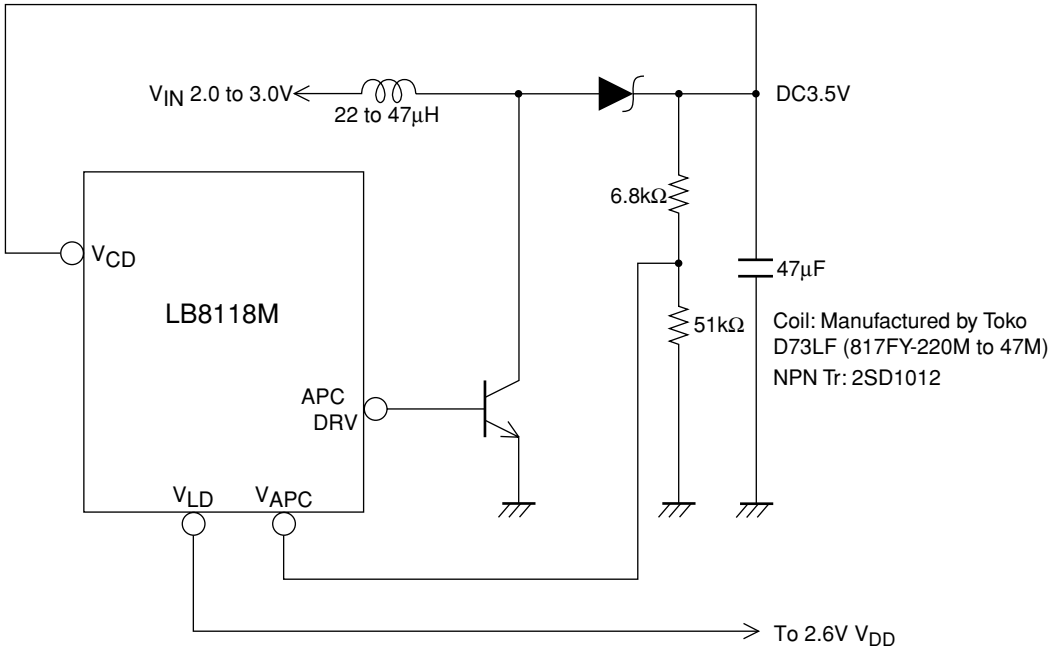 VIN 2.0 to 3.0V
22 to 47μH
DC3.5V
6.8kΩ
VCD
47μF
LB8118M
51kΩ
Coil: Manufactured by Toko
D73LF (817FY-220M to 47M)
NPN Tr: 2SD1012
APC
DRV
VLD
VAPC
To 2.6V VDD